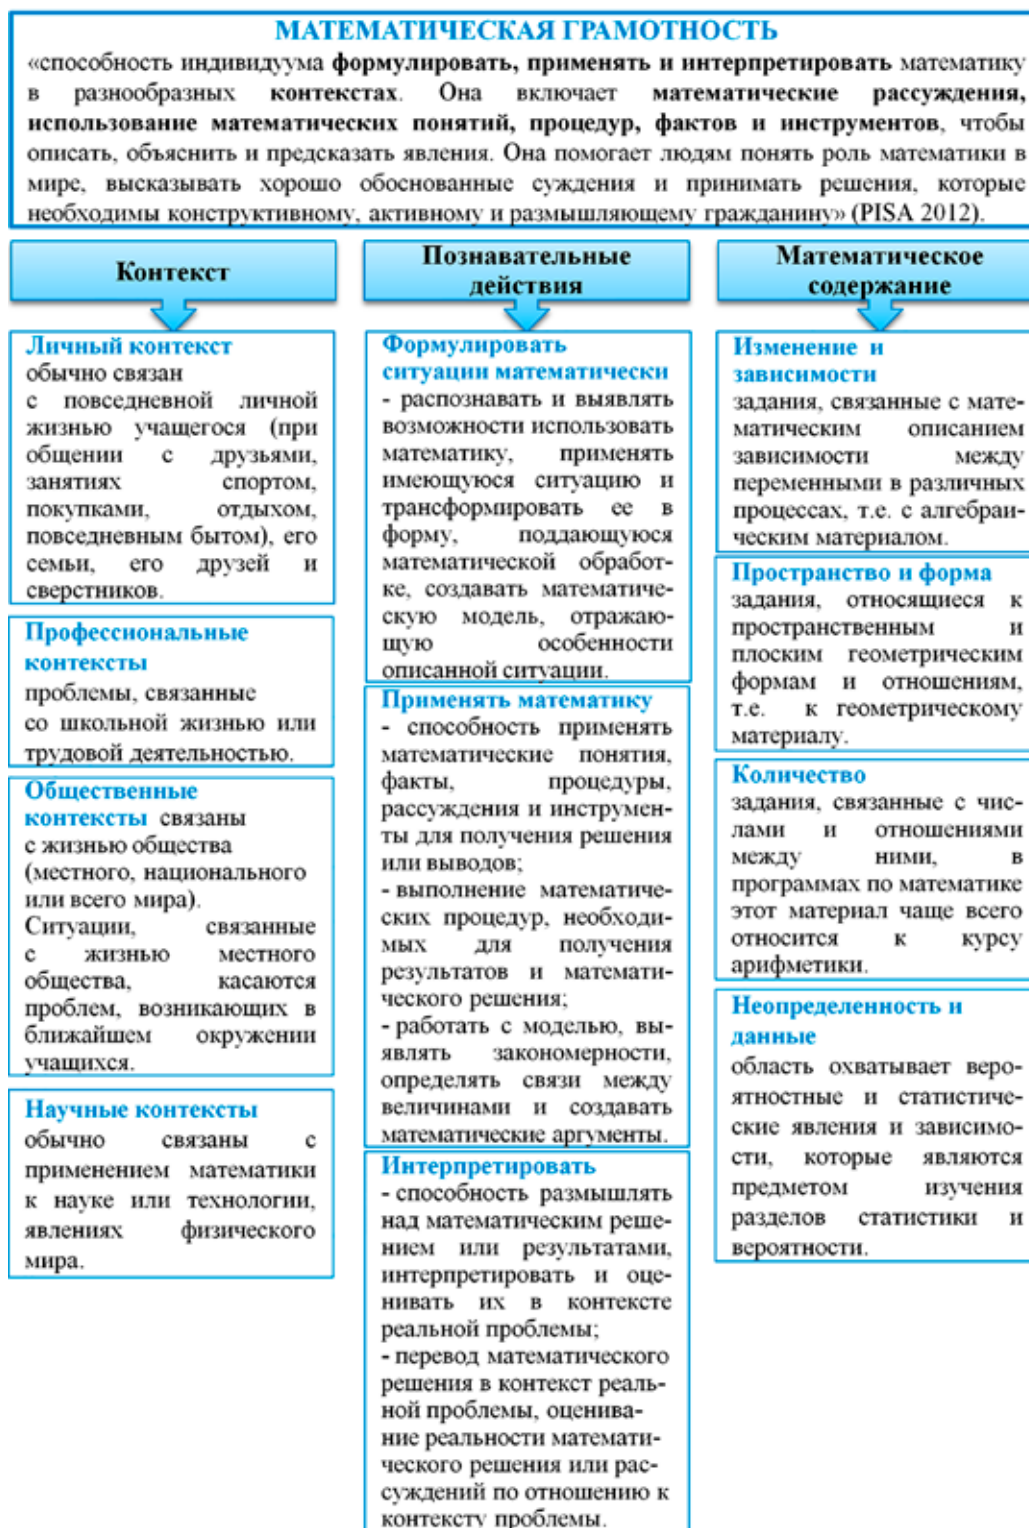 МАТЕМАТИЧЕСКАЯ ГРАМОТНОСТЬ
«способность индивидуума формулировать, применять и интерпретировать математику
в разнообразных контекстах. Она включает математические рассуждения,
использование математических понятий, процедур, фактов и инструментов, чтобы
описать, объяснить и предсказать явления. Она помогает людям понять роль математики в
мире, высказывать хорошо обоснованные суждения и принимать решения, которые
необходимы конструктивному, активному и размышляющему гражданину» (PISA 2012).
Контекст
Личный контекст
обычно связан
с повседневной личной
жизнью учащегося (при
общении с друзьями,
занятиях спортом,
покупками, отдыхом,
повседневным бытом), его
семьи, его друзей и
сверстников.
Профессиональные
контексты
проблемы, связанные
со школьной жизнью или
трудовой деятельностью.
Общественные
контексты связаны
с жизнью общества
(местного, национального
или всего мира).
Ситуации, связанные
с жизнью местного
общества, касаются
проблем, возникающих в
ближайшем окружении
учащихся.
Научные контексты
обычно связаны с
применением математики
к науке или технологии,
явлениях физического
мира.
Познавательные
действия
Формулировать
ситуации математически
- распознавать и выявлять
возможности использовать
математику, применять
имеющуюся ситуацию и
трансформировать ее в
форму, поддающуюся
математической обработ-
ке, создавать математиче-
скую модель, отражаю-
щую особенности
описанной ситуации.
Применять математику
- способность применять
математические понятия,
факты, процедуры,
рассуждения и инструмен-
ты для получения решения
или выводов;
- выполнение математиче-
ских процедур, необходи-
мых для получения
результатов и математи-
ческого решения;
- работать с моделью, вы-
являть закономерности,
определять связи между
величинами и создавать
математические аргументы.
Интерпретировать
- способность размышлять
над математическим реше-
нием или результатами,
интерпретировать и оце-
нивать их в контексте
реальной проблемы;
- перевод математического
решения в контекст реаль-
ной проблемы, оценива-
ние реальности математи-
ческого решения или рас-
суждений по отношению к
контексту проблемы.
Математическое
содержание
Изменение и
зависимости
задания, связанные с мате-
матическим описанием
зависимости между
переменными в различных
процессах, т.е. с алгебраи-
ческим материалом.
Пространство и форма
задания, относящиеся к
пространственным и
плоским геометрическим
формам и отношениям,
т.е. к геометрическому
материалу.
Количество
задания, связанные с чис-
лами и отношениями
между ними, в
программах по математике
этот материал чаще всего
относится к курсу
арифметики.
Неопределенность и
данные
область охватывает веро-
ятностные и статистиче-
ские явления и зависимо-
сти, которые являются
предметом изучения
разделов статистики и
вероятности.